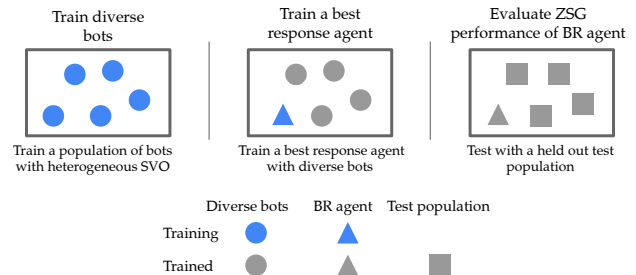 Train diverse
bots
Train a population of bots
with heterogeneous SVO
Train a best
response agent
Train a best response agent
with diverse bots
Evaluate ZSG
performance of BR agent
Test with a held out test
population
Diverse bots BR agent Test population
Training
Trained